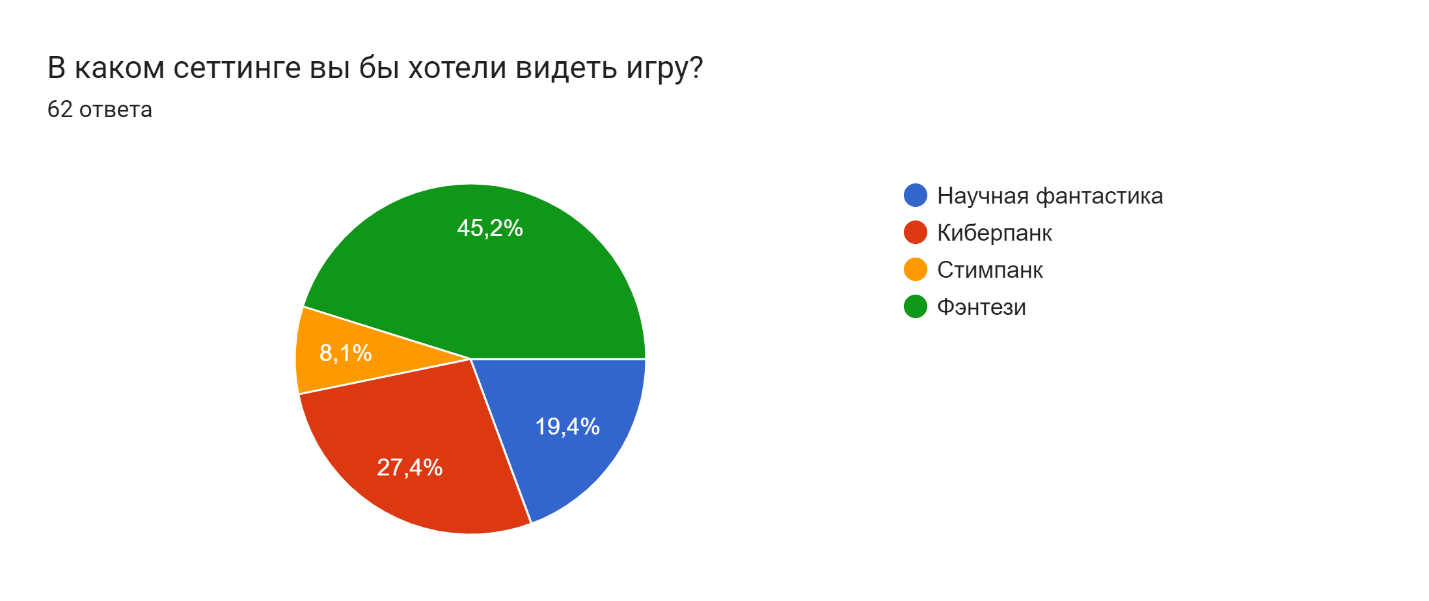 В каком сеттинге вы бы хотели видеть игру?
62 ответа
45,2%
8,1%
19,4%
27,4%
Научная фантастика
Киберпанк
Стимпанк
Фэнтези